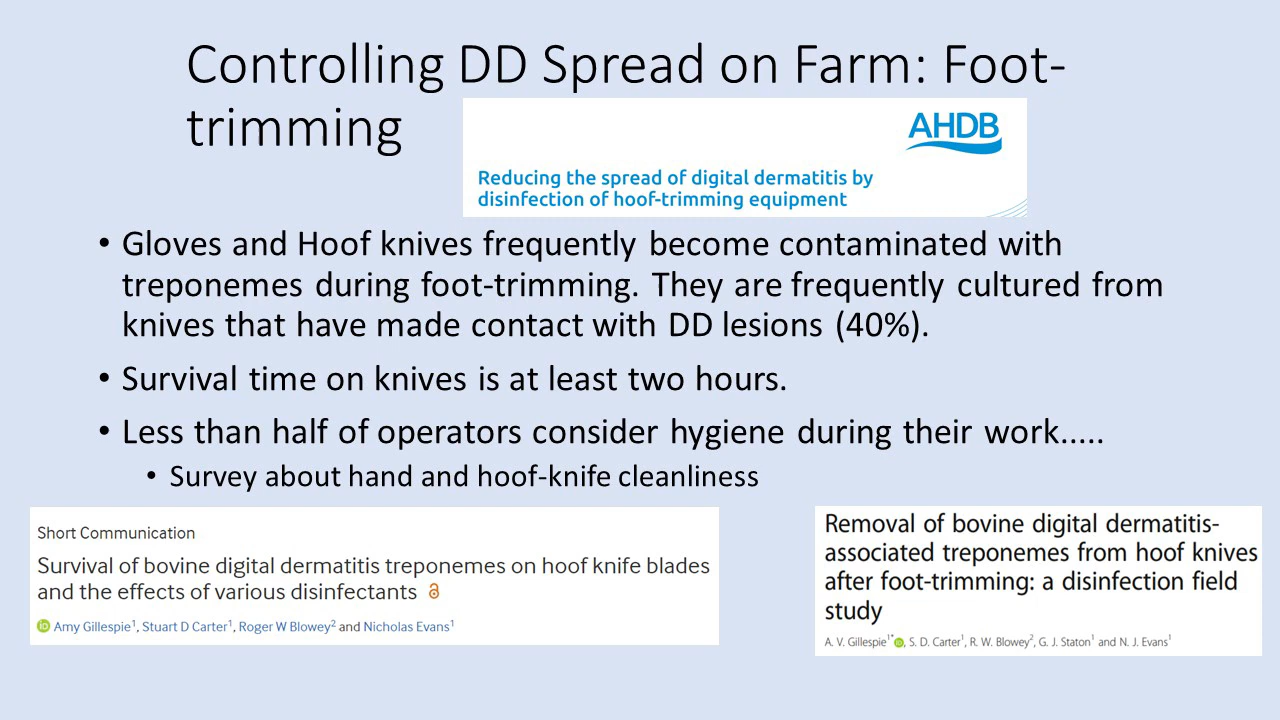 Controlling DD Spread on Farm: Foot-
trimming
AHDB
Reducing the spread of digital dermatitis by
disinfection of hoof-trimming equipment
• Gloves and Hoof knives frequently become contaminated with
treponemes during foot-trimming. They are frequently cultured from
knives that have made contact with DD lesions (40%).
• Survival time on knives is at least two hours.
• Less than half of operators consider hygiene during their work.....
• Survey about hand and hoof-knife cleanliness
Short Communication
Survival of bovine digital dermatitis treponemes on hoof knife blades
and the effects of various disinfectants
iD Amy Gillespie¹, Stuart D Carter¹, Roger W Blowey² and Nicholas Evans¹
Removal of bovine digital dermatitis-
associated treponemes from hoof knives
after foot-trimming: a disinfection field
study
A. V. Gillespie¹* iD, S. D. Carter¹, R. W. Blowey², G. J. Staton¹ and N. J. Evans¹